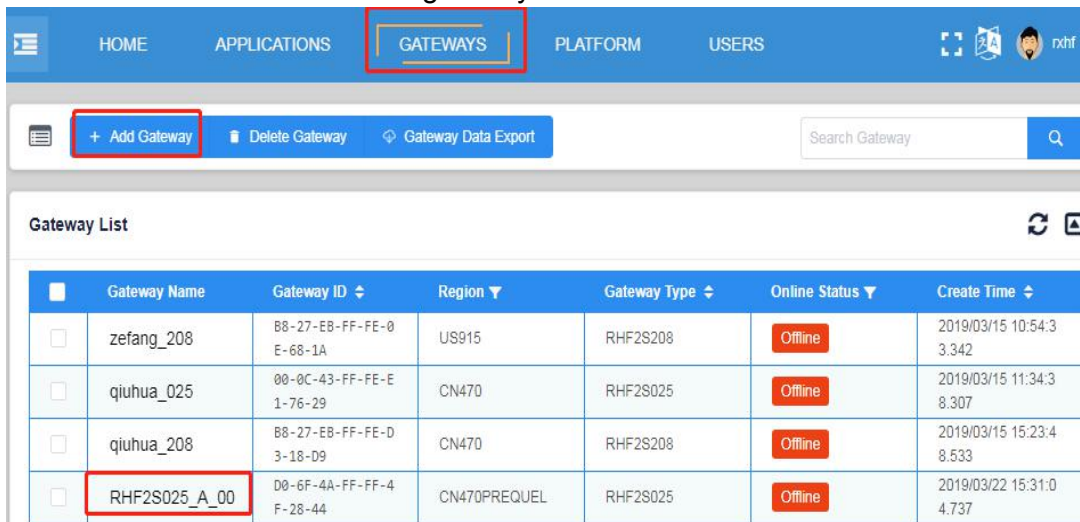 HOME APPLICATIONS GATEWAYS PLATFORM USERS rxhf
+ Add Gateway Delete Gateway Gateway Data Export Search Gateway
Gateway List
Gateway Name Gateway ID Region Gateway Type Online Status Create Time
zefang_208 B8-27-EB-FF-FE-0 US915 RHF2S208 Offline 2019/03/15 10:54:3
E-68-1A 3.342
qiuhua_025 00-0C-43-FF-FE-E CN470 RHF2S025 Offline 2019/03/15 11:34:3
1-76-29 8.307
qiuhua_208 B8-27-EB-FF-FE-D CN470 RHF2S208 Offline 2019/03/15 15:23:4
3-18-D9 8.533
RHF2S025_A_00 D0-6F-4A-FF-FF-4 CN470PREQUEL RHF2S025 Offline 2019/03/22 15:31:0
F-28-44 4.737